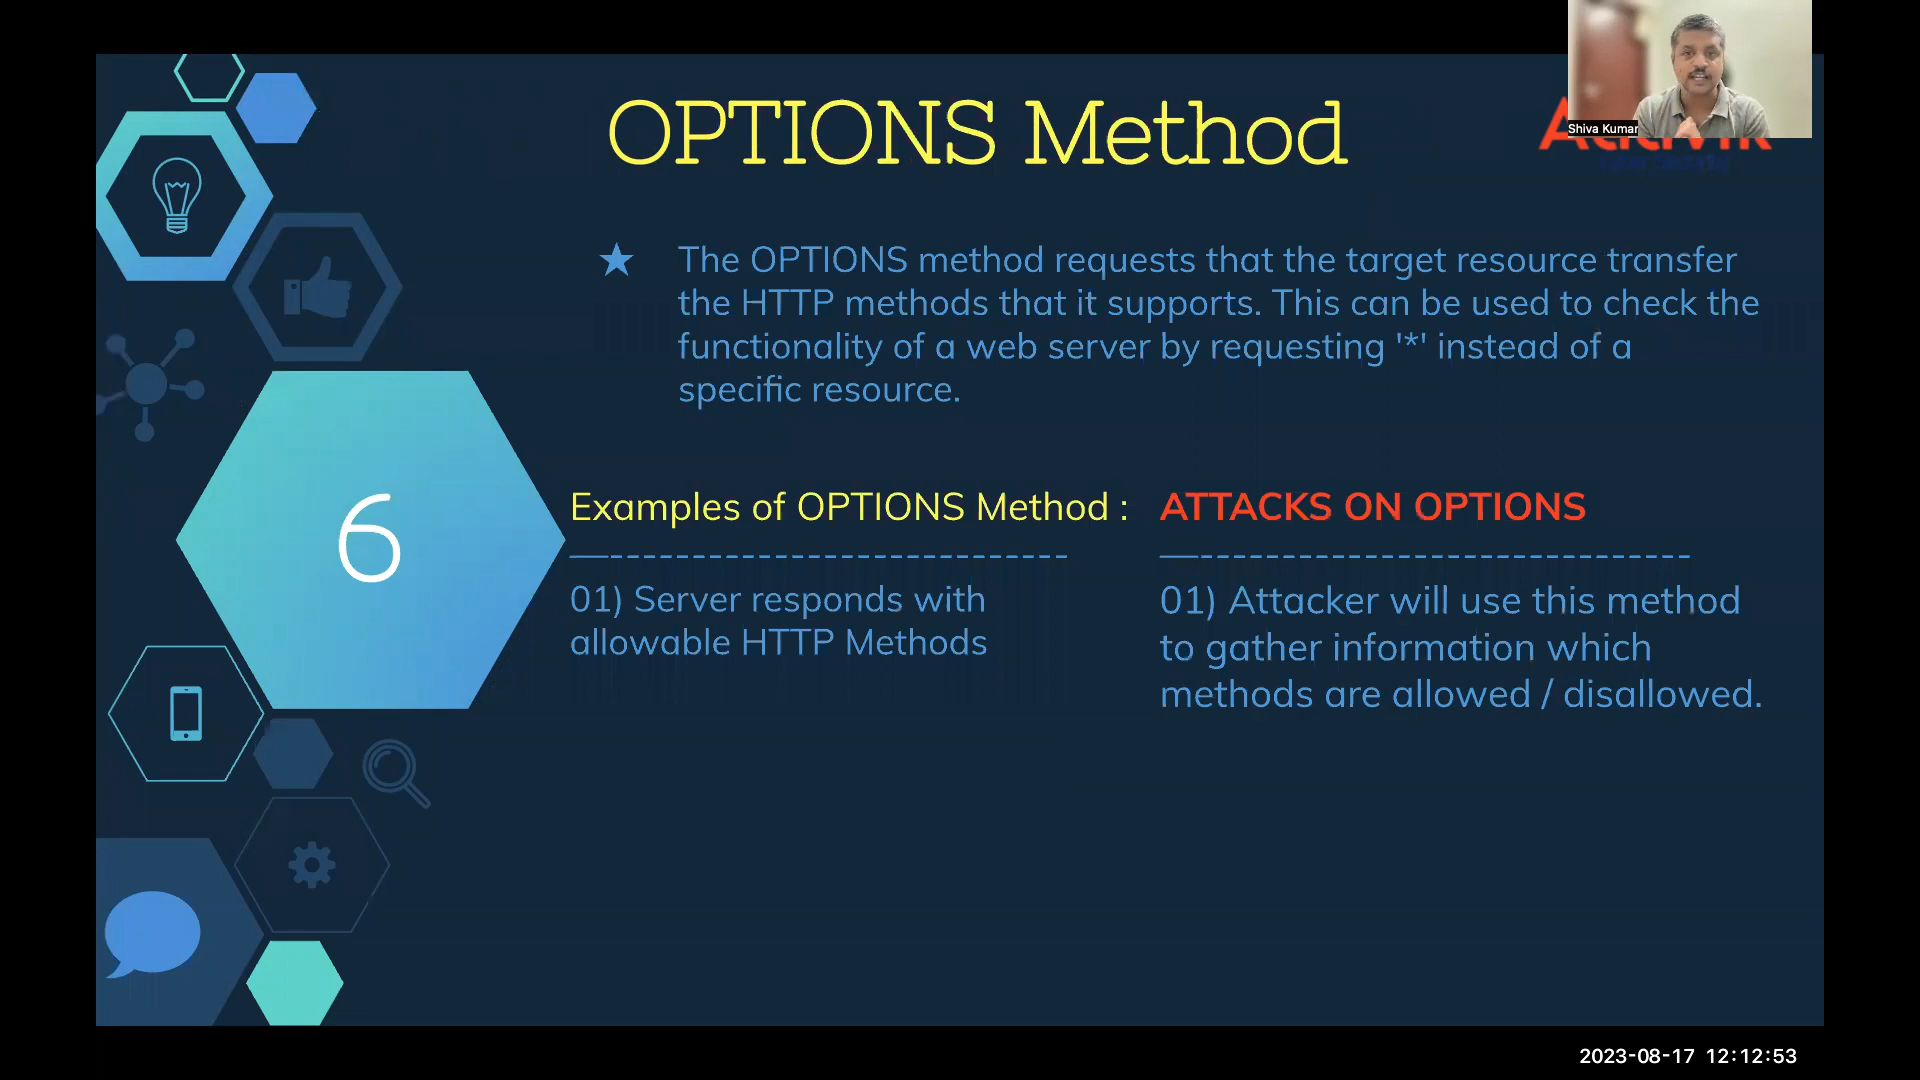 OPTIONS Method
Shiva Kumar
The OPTIONS method requests that the target resource transfer
the HTTP methods that it supports. This can be used to check the
functionality of a web server by requesting '*' instead of a
specific resource.
6
Examples of OPTIONS Method :
—----------------------------
01) Server responds with
allowable HTTP Methods
ATTACKS ON OPTIONS
—------------------------------
01) Attacker will use this method
to gather information which
methods are allowed / disallowed.
2023-08-17 12:12:53